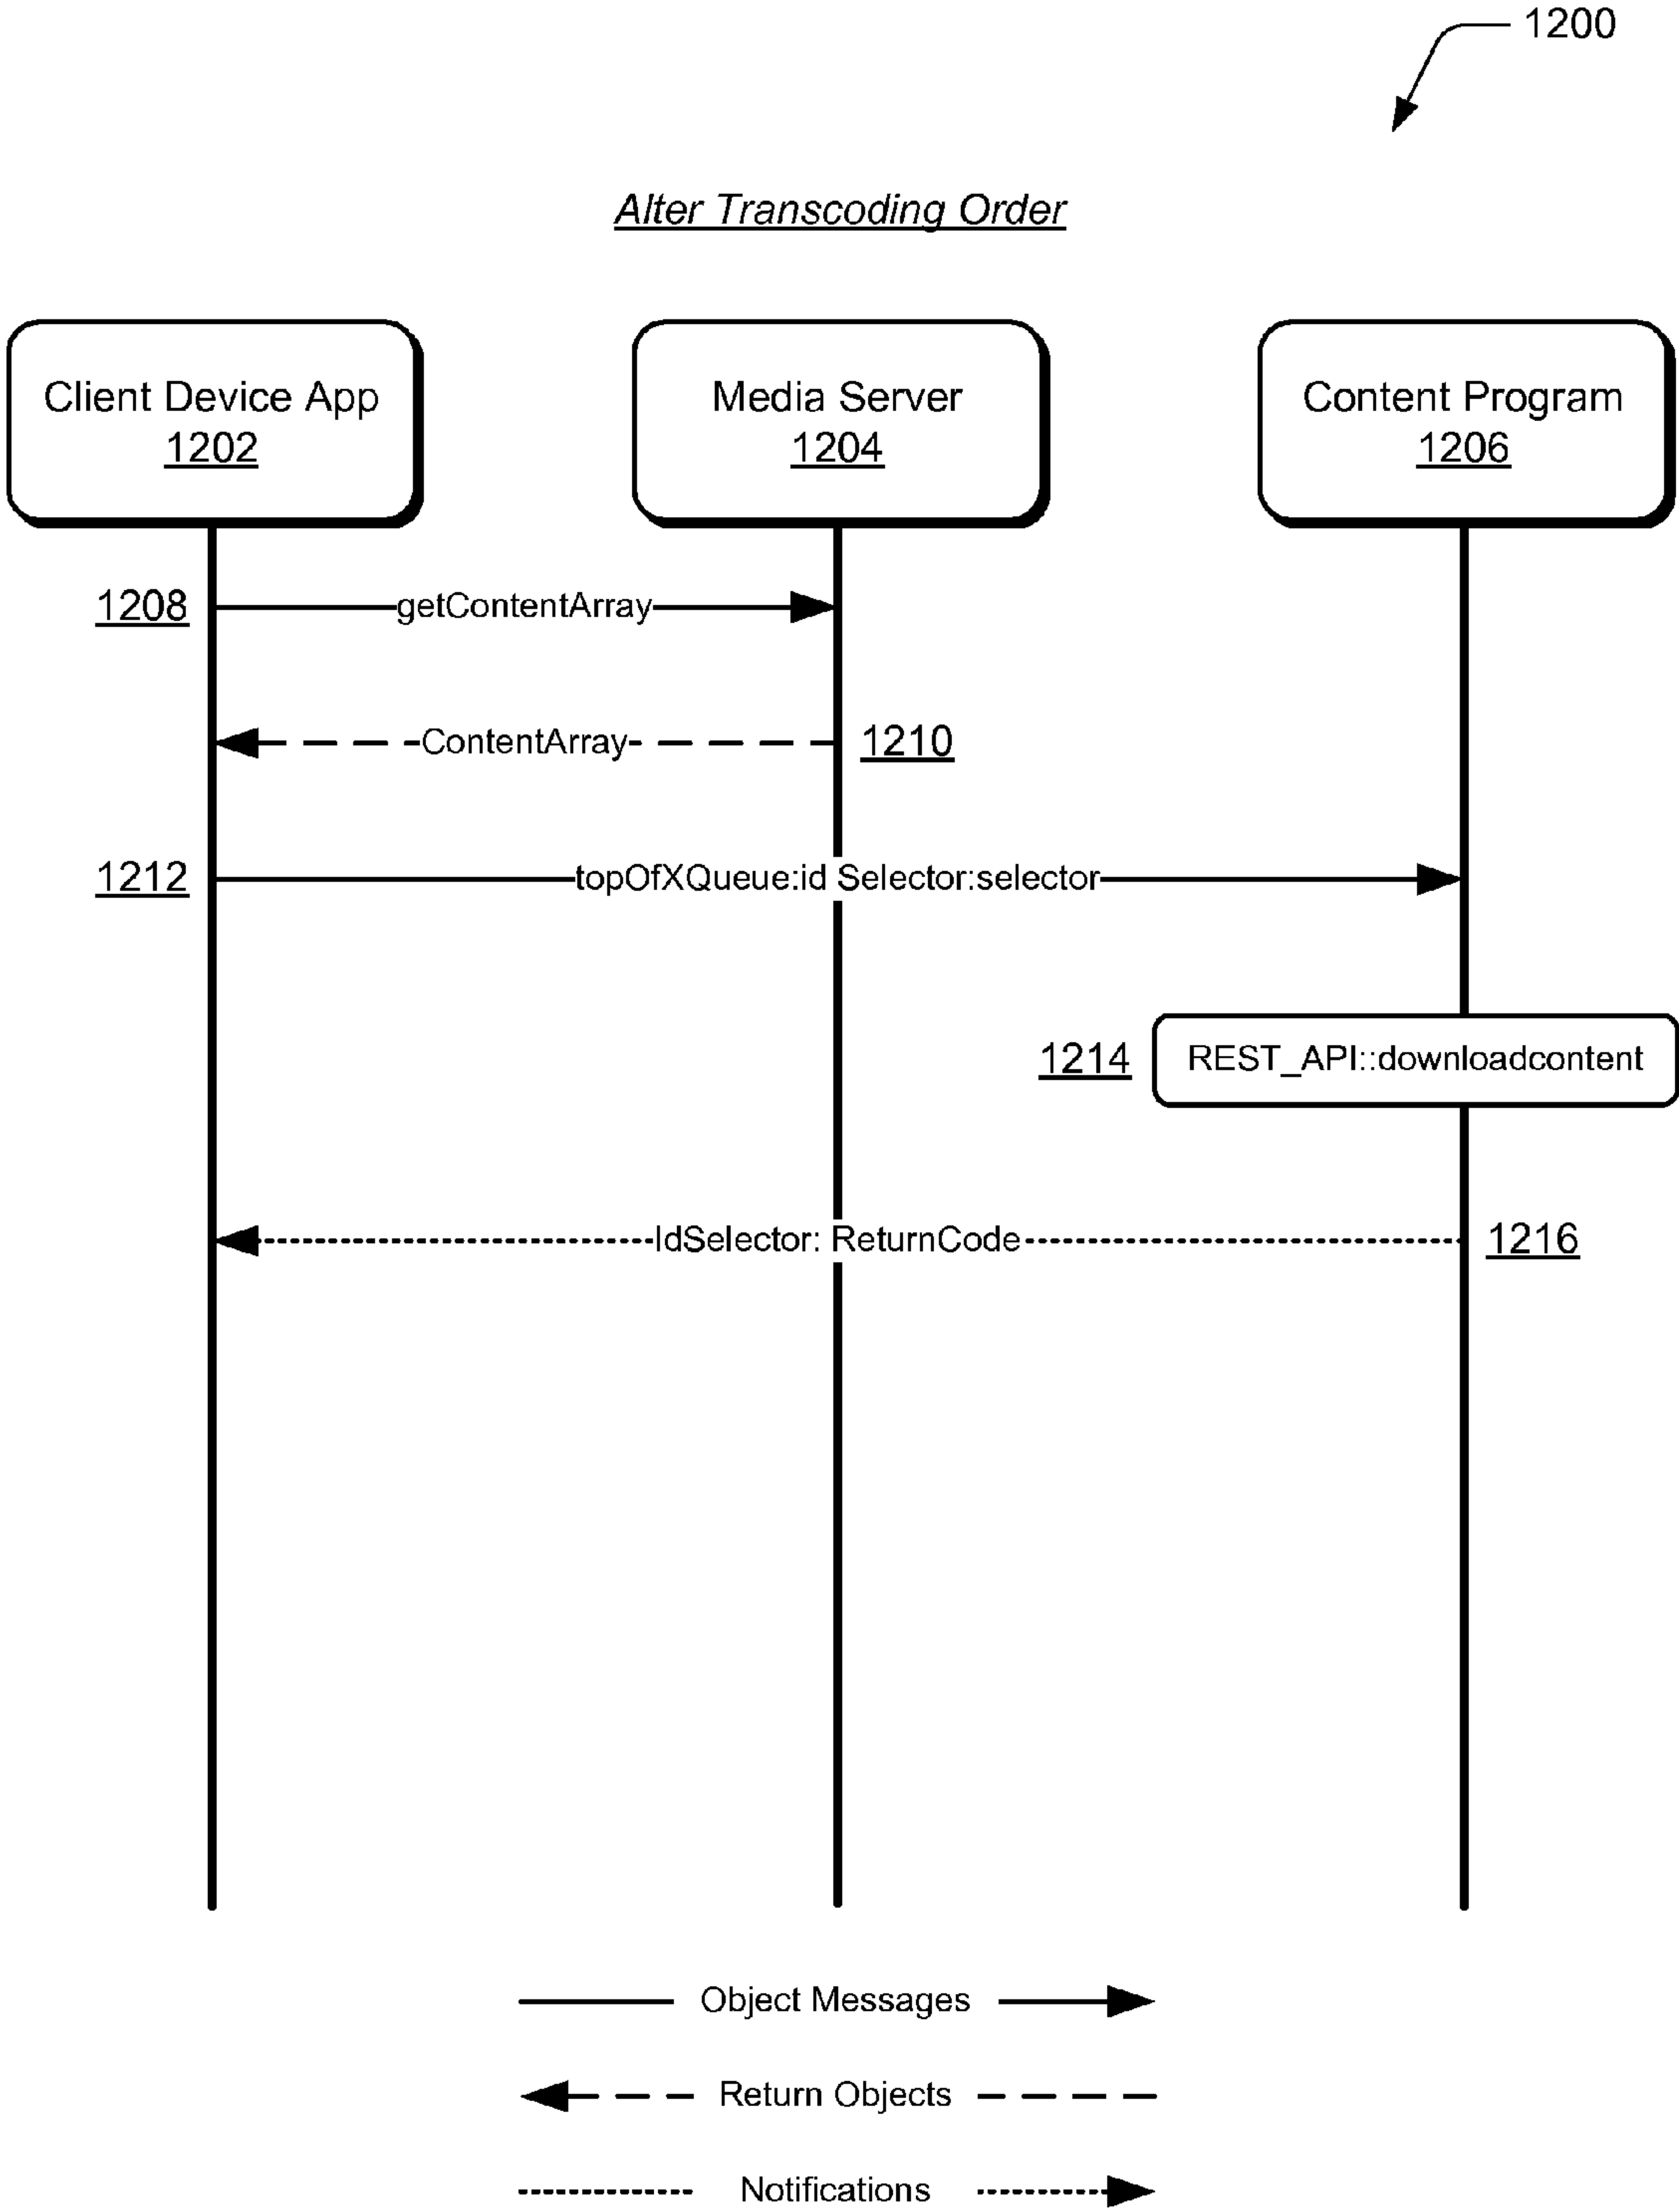 1200
Alter Transcoding Order
Client Device App
1202
Media Server
1204
Content Program
1206
1208
getContentArray
ContentArray
1210
1212
topOfXQueue:id Selector:selector
1214
REST_API::downloadcontent
IdSelector: ReturnCode
1216
Object Messages
Return Objects
Notifications